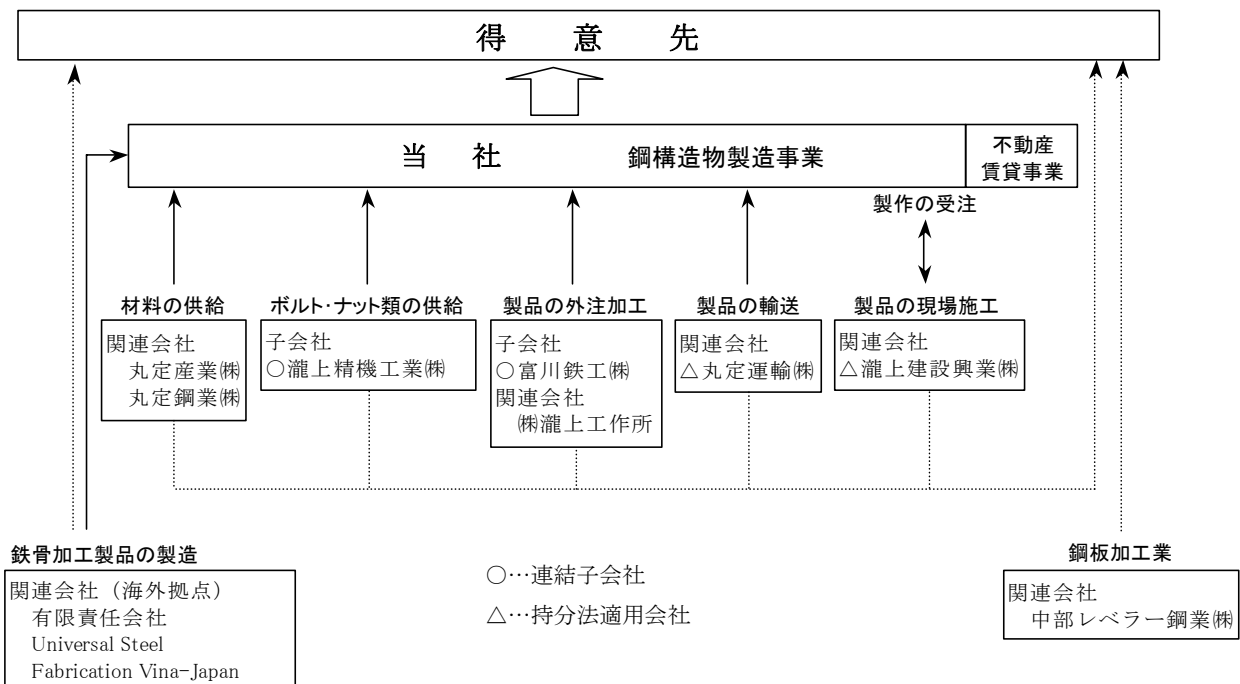 得意先
当社 鋼構造物製造事業
不動産
賃貸事業
製作の受注
材料の供給
関連会社
丸定産業㈱
丸定鋼業㈱
ボルト・ナット類の供給
子会社
○瀧上精機工業㈱
製品の外注加工
子会社
○富川鉄工㈱
関連会社
㈱瀧上工作所
製品の輸送
関連会社
△丸定運輸㈱
製品の現場施工
関連会社
△瀧上建設興業㈱
鉄骨加工製品の製造
関連会社（海外拠点）
有限責任会社
Universal Steel
Fabrication Vina-Japan
○…連結子会社
△…持分法適用会社
鋼板加工業
関連会社
中部レベラー鋼業㈱